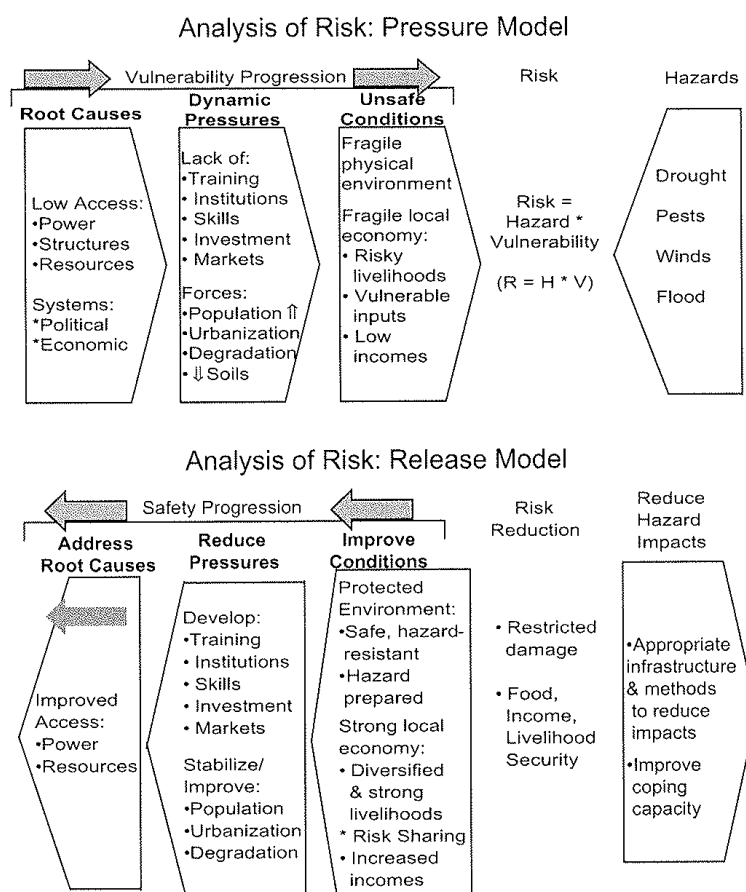 Analysis of Risk: Pressure Model
Vulnerability Progression
Risk
Hazards
Root Causes
Dynamic
Pressures
Unsafe
Conditions
Low Access:
•Power
•Structures
•Resources
Systems:
*Political
*Economic
Lack of:
•Training
• Institutions
• Skills
• Investment
• Markets
Forces:
•Population ⇑
•Urbanization
•Degradation
•⇓Soils
Fragile
physical
environment
Fragile local
economy:
• Risky
livelihoods
• Vulnerable
inputs
• Low
incomes
Risk =
Hazard *
Vulnerability
(R = H * V)
Drought
Pests
Winds
Flood
Analysis of Risk: Release Model
Safety Progression
Risk
Reduction
Reduce
Hazard
Impacts
Address
Root Causes
Reduce
Pressures
Improve
Conditions
Improved
Access:
•Power
•Resources
Develop:
•Training
• Institutions
• Skills
• Investment
• Markets
Stabilize/
Improve:
•Population
•Urbanization
•Degradation
Protected
Environment:
•Safe, hazard-
resistant
•Hazard
prepared
Strong local
economy:
• Diversified
& strong
livelihoods
* Risk Sharing
• Increased
incomes
• Restricted
damage
• Food,
Income,
Livelihood
Security
•Appropriate
infrastructure
& methods
to reduce
impacts
•Improve
coping
capacity